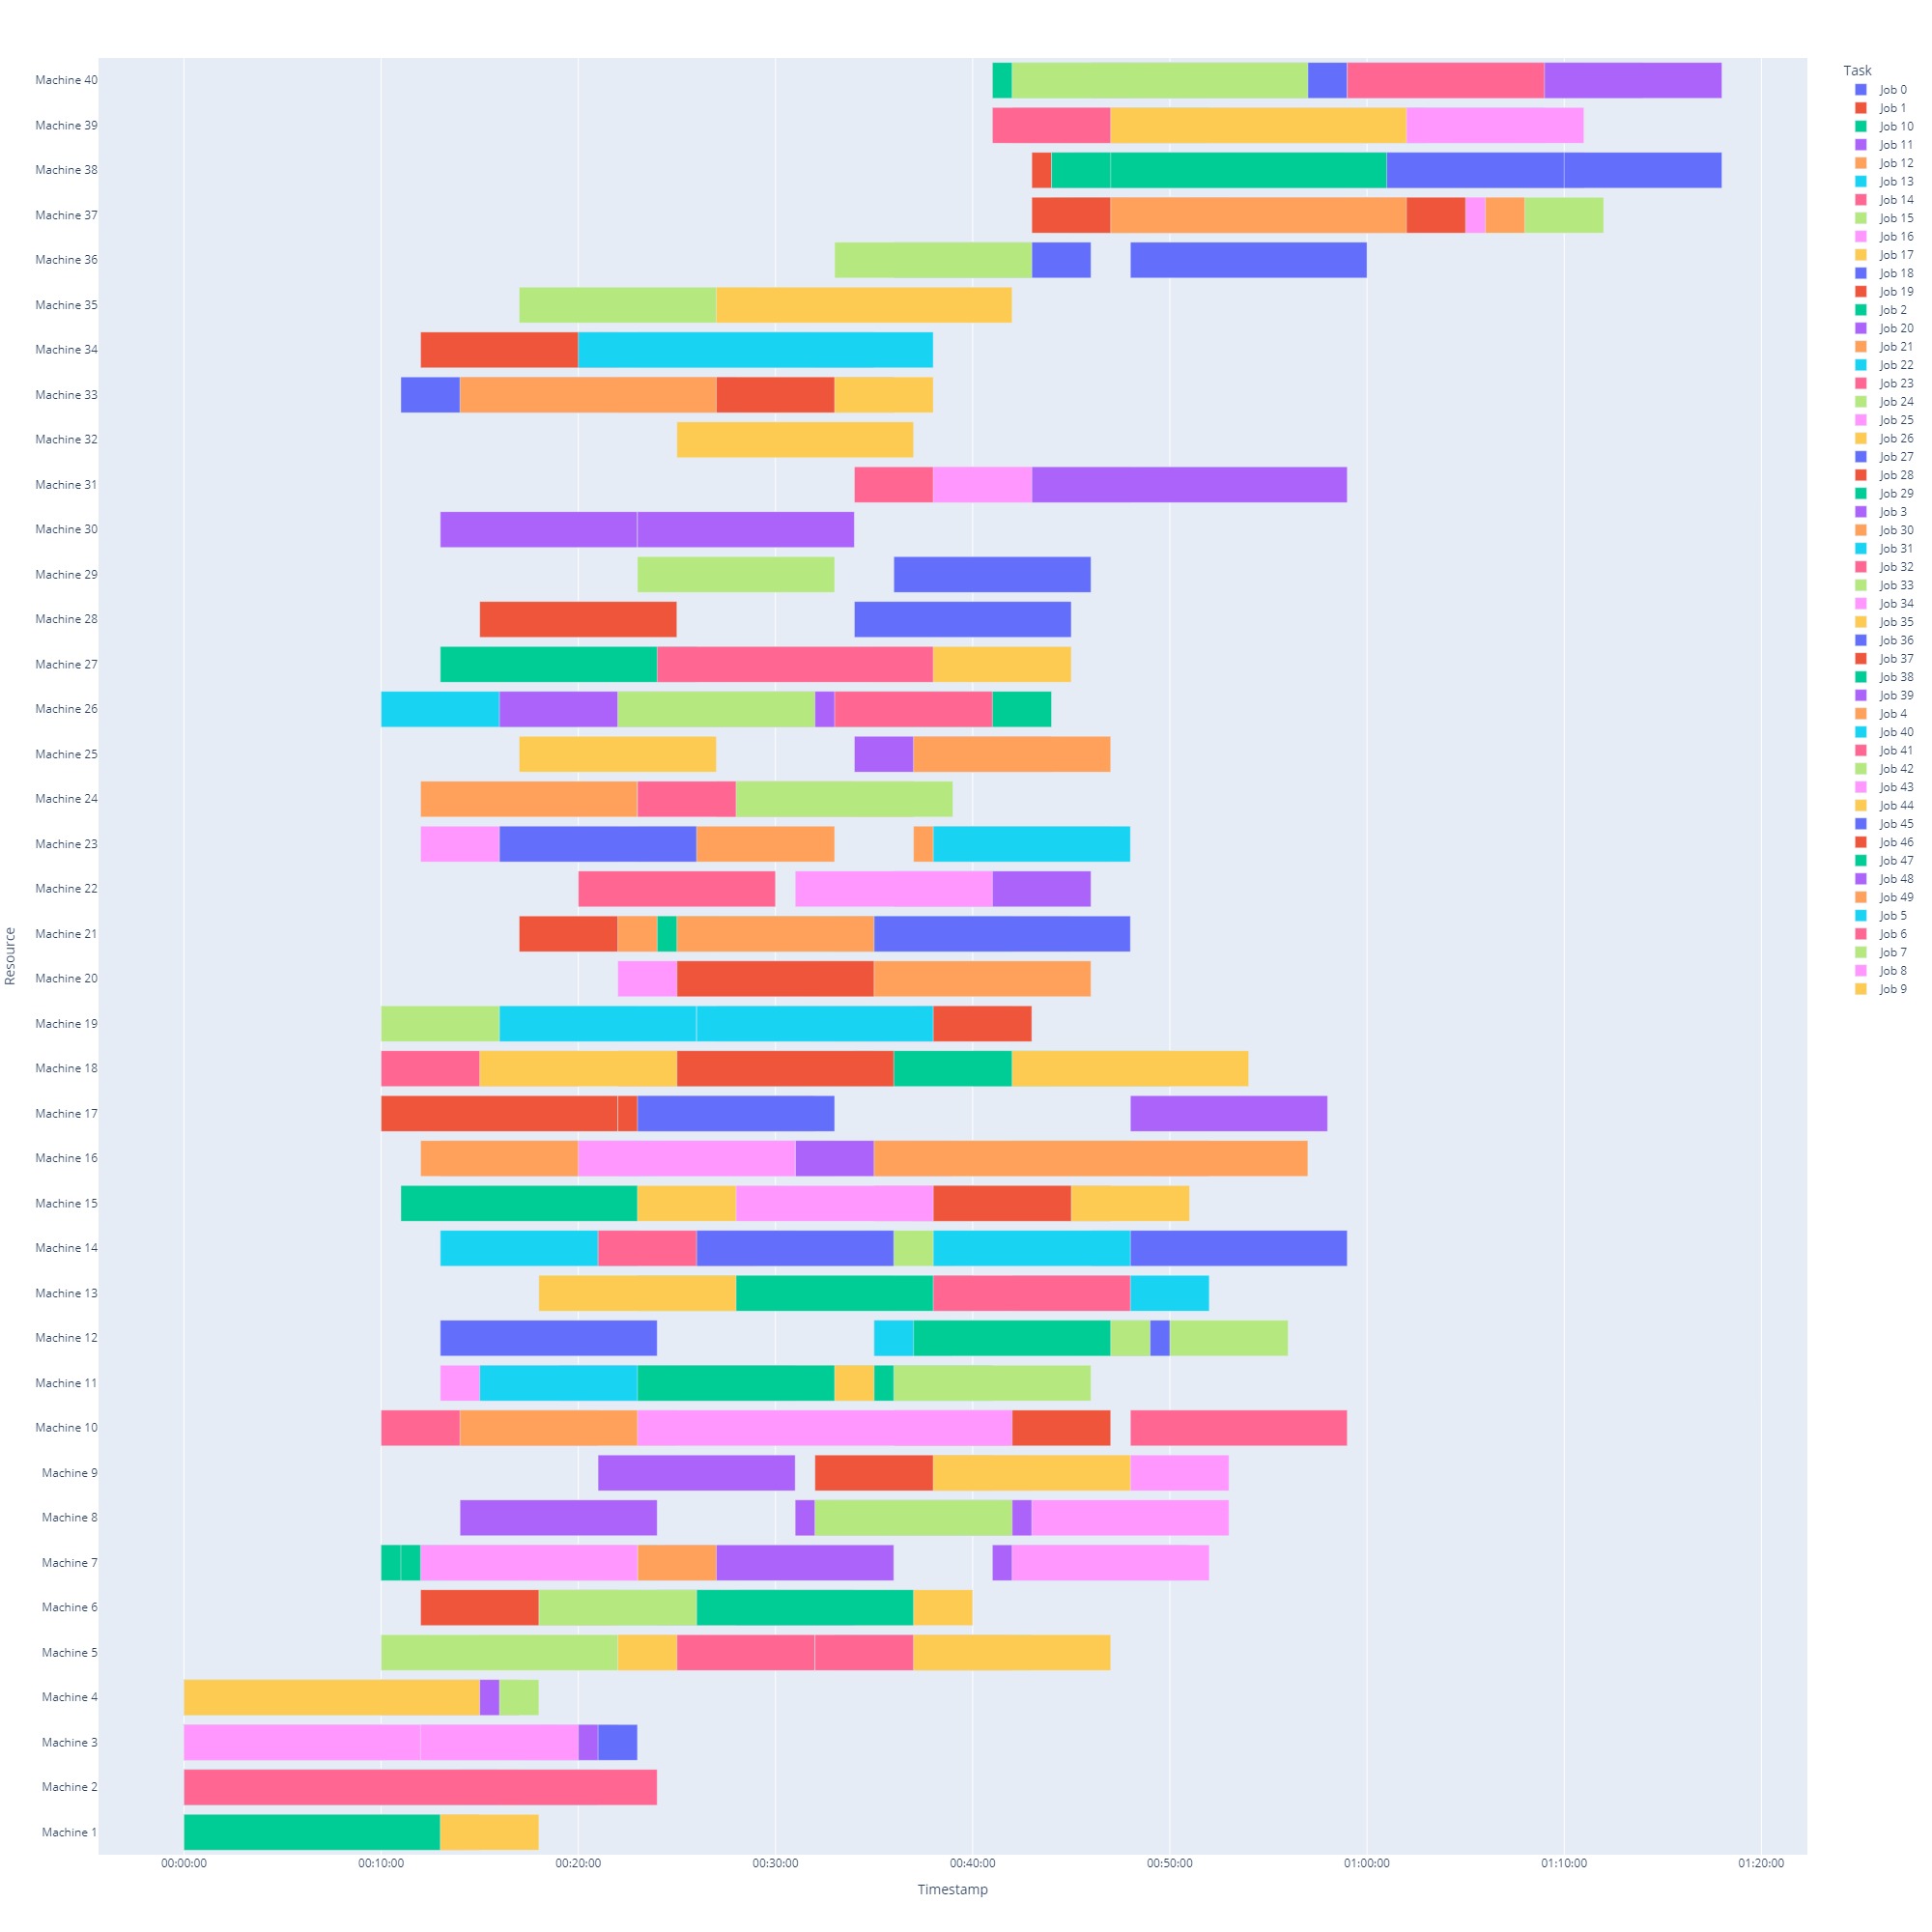 Machine 40
Machine 39
Machine 38
Machine 37
Machine 36
Machine 35
Machine 34
Machine 33
Machine 32
Machine 31
Machine 30
Machine 29
Machine 28
Machine 27
Machine 26
Machine 25
Machine 24
Machine 23
Machine 22
Machine 21
Machine 20
Machine 19
Machine 18
Machine 17
Machine 16
Machine 15
Machine 14
Machine 13
Machine 12
Machine 11
Machine 10
Machine 9
Machine 8
Machine 7
Machine 6
Machine 5
Machine 4
Machine 3
Machine 2
Machine 1
Resource
00:00:00 00:10:00 00:20:00 00:30:00 00:40:00 00:50:00 01:00:00 01:10:00 01:20:00
Timestamp
Task
Job 0
Job 1
Job 10
Job 11
Job 12
Job 13
Job 14
Job 15
Job 16
Job 17
Job 18
Job 19
Job 2
Job 20
Job 21
Job 22
Job 23
Job 24
Job 25
Job 26
Job 27
Job 28
Job 29
Job 3
Job 30
Job 31
Job 32
Job 33
Job 34
Job 35
Job 36
Job 37
Job 38
Job 39
Job 4
Job 40
Job 41
Job 42
Job 43
Job 44
Job 45
Job 46
Job 47
Job 48
Job 49
Job 5
Job 6
Job 7
Job 8
Job 9